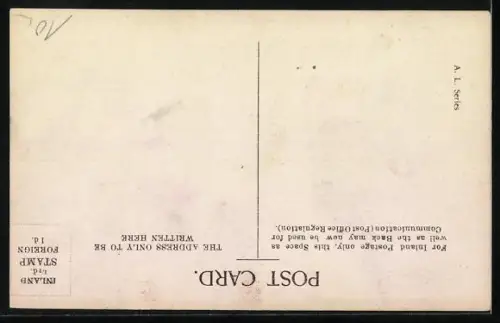 POST CARD.
For Inland Postage only, this Space as
well as the Back may now be used for
Communication (Post Office Regulation).
THE ADDRESS ONLY TO BE
WRITTEN HERE
INLAND
½d.
STAMP
FOREIGN
1d.
A. L. Series
10